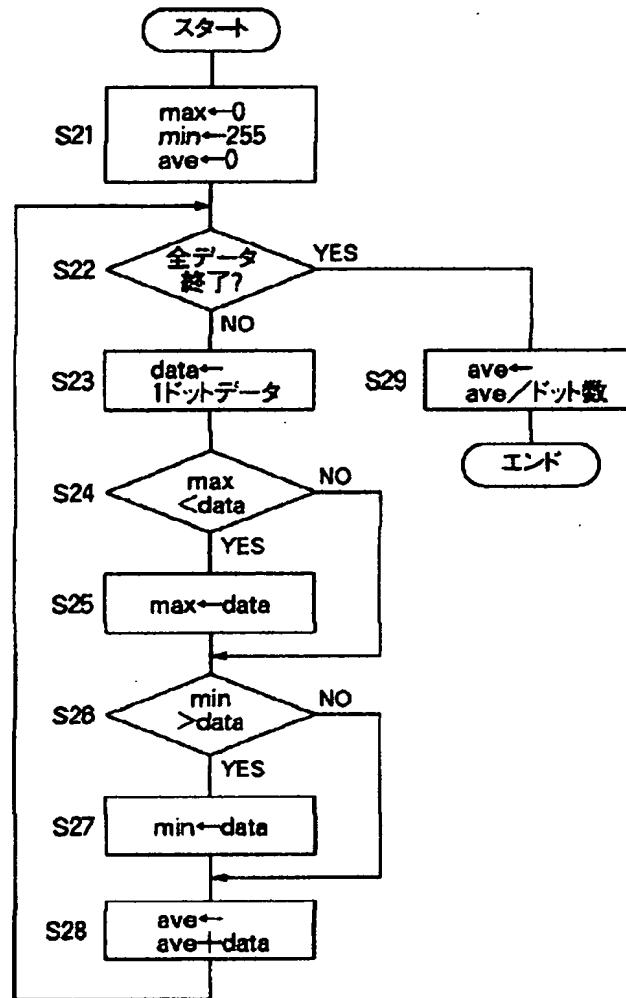 スタート
S21
max←0
min←255
ave←0
S22
全データ
終了?
YES
NO
S23
data←
1ドットデータ
S29
ave←
ave/ドット数
エンド
S24
max
<data
NO
YES
S25
max←data
S26
min
>data
NO
YES
S27
min←data
S28
ave←
ave+data